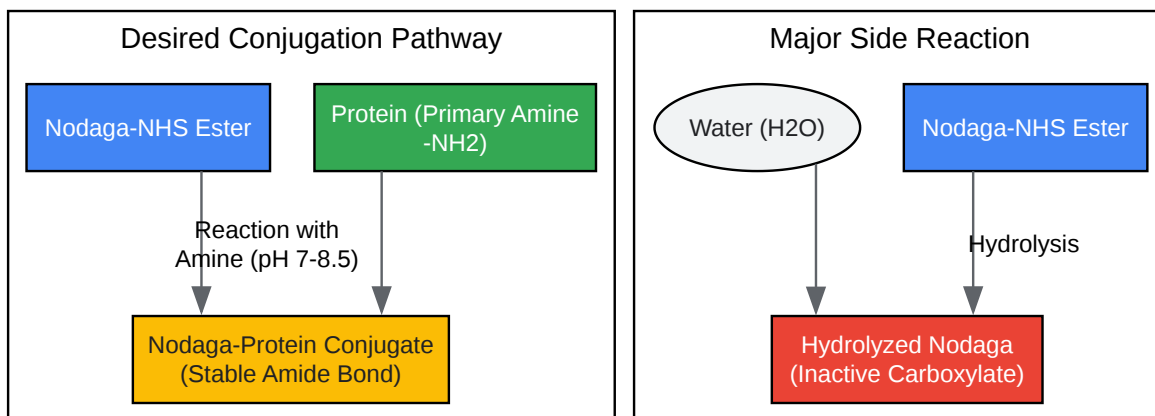 Desired Conjugation Pathway
Nodaga-NHS Ester
Protein (Primary Amine
-NH2)
Reaction with
Amine (pH 7-8.5)
Nodaga-Protein Conjugate
(Stable Amide Bond)
Major Side Reaction
Water (H2O)
Nodaga-NHS Ester
Hydrolysis
Hydrolyzed Nodaga
(Inactive Carboxylate)